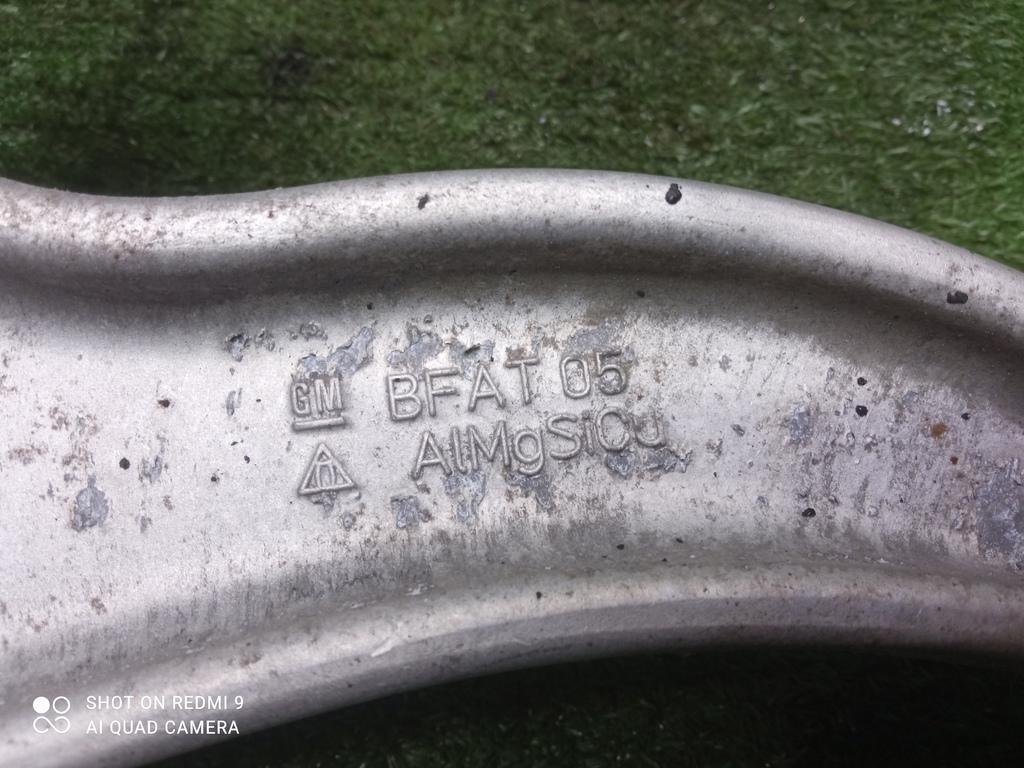 GM BFAT 05
AlMgSiCu
SHOT ON REDMI 9
AI QUAD CAMERA